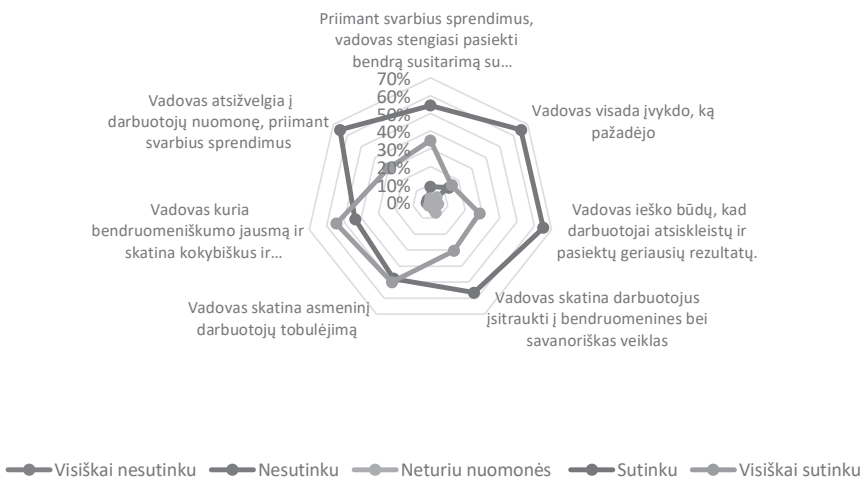 Priimant svarbius sprendimus,
vadovas stengiasi pasiekti
bendrą susitarimą su...
70%
60%
50%
40%
30%
20%
10%
0%
Vadovas visada įvykdo, ką
pažadėjo
Vadovas ieško būdų, kad
darbuotojai atsiskleistų ir
pasiektų geriausių rezultatų.
Vadovas skatina darbuotojus
įsitraukti į bendruomenines bei
savanoriškas veiklas
Vadovas skatina asmeninį
darbuotojų tobulėjimą
Vadovas kuria
bendruomeniškumo jausmą ir
skatina kokybiškus ir...
Vadovas atsižvelgia į
darbuotojų nuomonę, priimant
svarbius sprendimus
Visiškai nesutinku
Nesutinku
Neturiu nuomonės
Sutinku
Visiškai sutinku